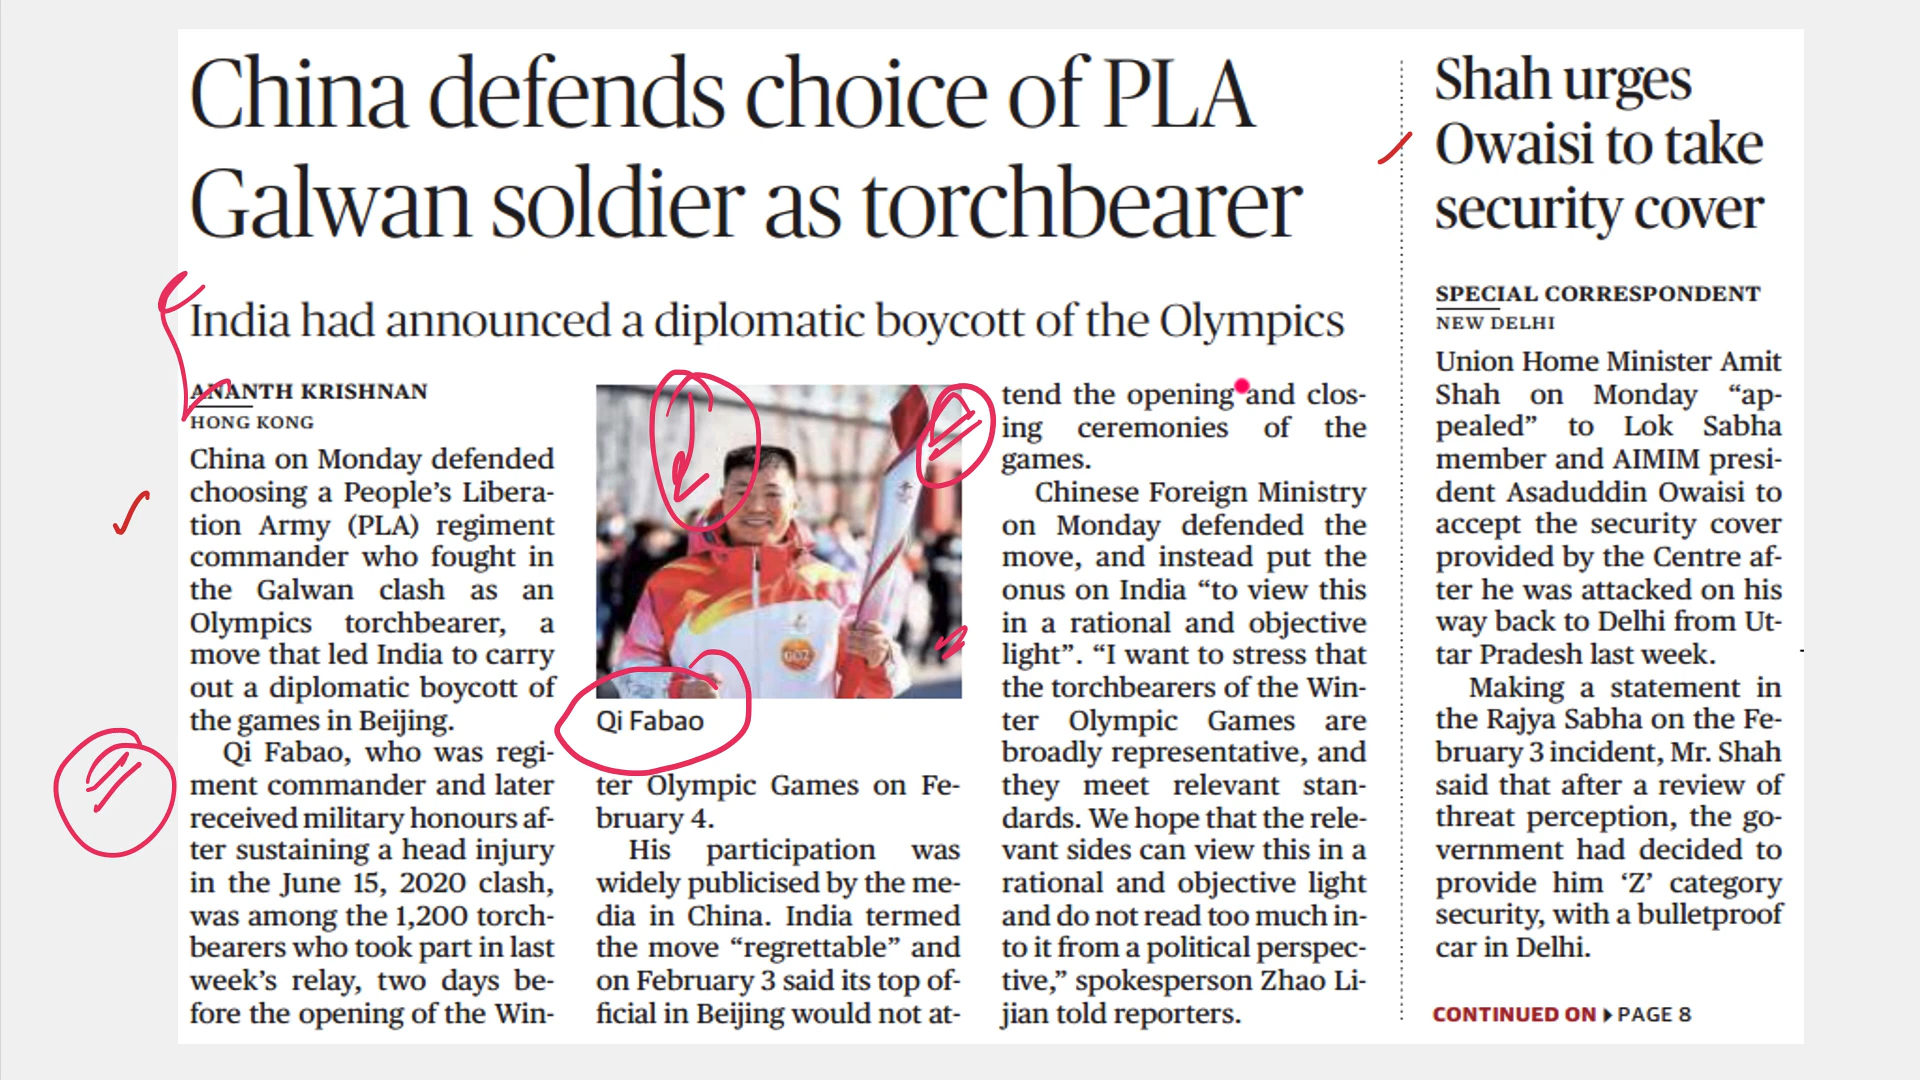 China defends choice of PLA
Galwan soldier as torchbearer
India had announced a diplomatic boycott of the Olympics
ANANTH KRISHNAN
HONG KONG
China on Monday defended
choosing a People's Libera-
tion Army (PLA) regiment
commander who fought in
the Galwan clash as an
Olympics torchbearer, a
move that led India to carry
out a diplomatic boycott of
the games in Beijing.
Qi Fabao, who was regi-
ment commander and later
received military honours af-
ter sustaining a head injury
in the June 15, 2020 clash,
was among the 1,200 torch-
bearers who took part in last
week's relay, two days be-
fore the opening of the Win-
002
Qi Fabao
ter Olympic Games on Fe-
bruary 4.
His participation was
widely publicised by the me-
dia in China. India termed
the move "regrettable" and
on February 3 said its top of-
ficial in Beijing would not at-
tend the opening and clos-
ing ceremonies of the
games.
Chinese Foreign Ministry
on Monday defended the
move, and instead put the
onus on India "to view this
in a rational and objective
light". "I want to stress that
the torchbearers of the Win-
ter Olympic Games are
broadly representative, and
they meet relevant stan-
dards. We hope that the rele-
vant sides can view this in a
rational and objective light
and do not read too much in-
to it from a political perspec-
tive," spokesperson Zhao Li-
jian told reporters.
Shah urges
Owaisi to take
security cover
SPECIAL CORRESPONDENT
NEW DELHI
Union Home Minister Amit
Shah on Monday "ap-
pealed" to Lok Sabha
member and AIMIM presi-
dent Asaduddin Owaisi to
accept the security cover
provided by the Centre af-
ter he was attacked on his
way back to Delhi from Ut-
tar Pradesh last week.
Making a statement in
the Rajya Sabha on the Fe-
bruary 3 incident, Mr. Shah
said that after a review of
threat perception, the go-
vernment had decided to
provide him 'Z' category
security, with a bulletproof
car in Delhi.
CONTINUED ON PAGE 8